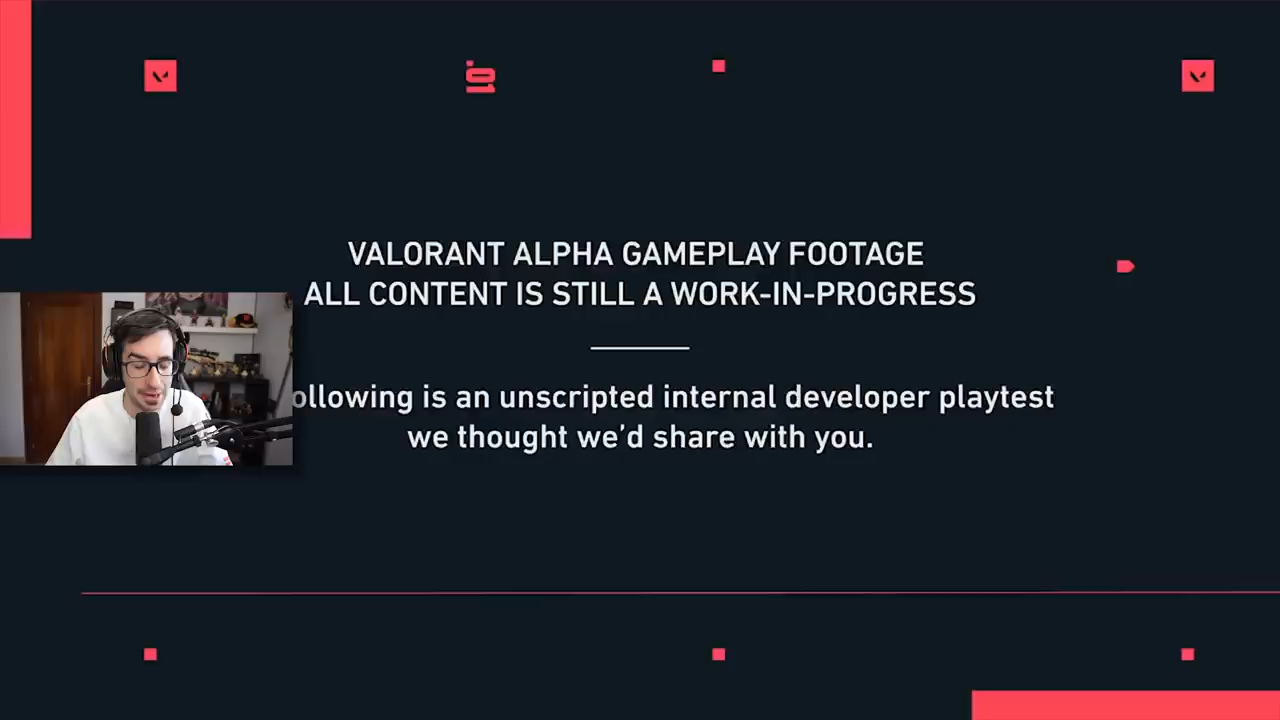 VALORANT ALPHA GAMEPLAY FOOTAGE
ALL CONTENT IS STILL A WORK-IN-PROGRESS
ollowing is an unscripted internal developer playtest
we thought we’d share with you.